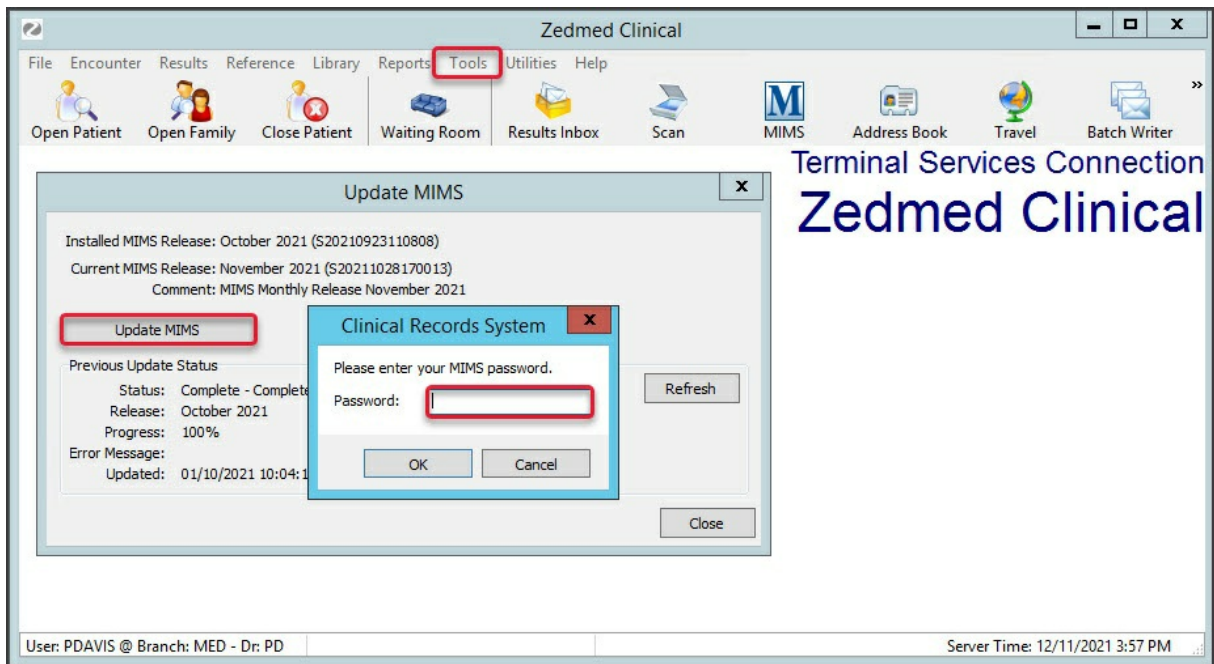 Zedmed Clinical
File Encounter Results Reference Library Reports Tools Utilities Help
Open Patient Open Family Close Patient Waiting Room Results Inbox Scan MIMS Address Book Travel Batch Writer
Terminal Services Connection
Zedmed Clinical
Update MIMS
Installed MIMS Release: October 2021 (S20210923110808)
Current MIMS Release: November 2021 (S20211028170013)
Comment: MIMS Monthly Release November 2021
Update MIMS
Previous Update Status
Status: Complete - Complete
Release: October 2021
Progress: 100%
Error Message:
Updated: 01/10/2021 10:04:1
Refresh
Close
Clinical Records System
Please enter your MIMS password.
Password:
OK Cancel
User: PDAVIS @ Branch: MED - Dr: PD
Server Time: 12/11/2021 3:57 PM